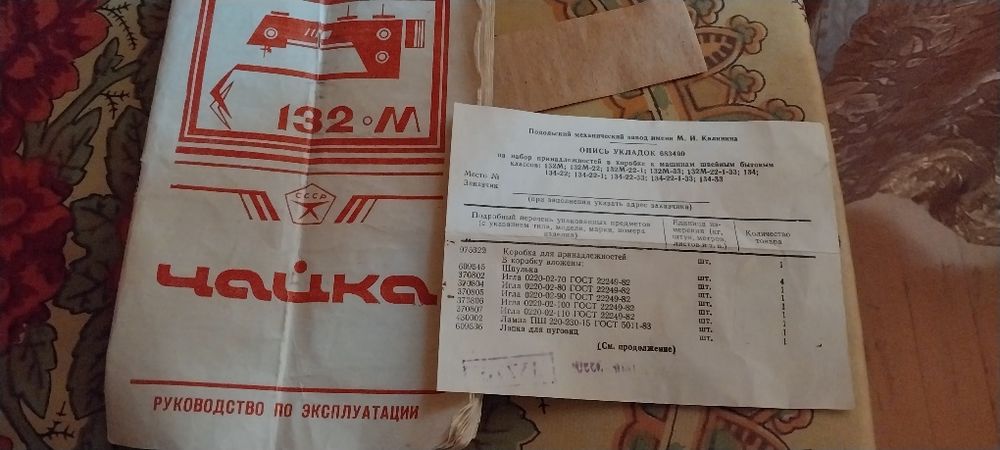 132·М
СССР
Чайка
РУКОВОДСТВО ПО ЭКСПЛУАТАЦИИ
Подольский механический завод имени М. И. Калинина
ОПИСЬ УКЛАДОК 683499
на набор принадлежностей в коробке к машинам швейным бытовым
классов: 132М; 132М-22; 132М-22-1; 132М-33; 132М-22-1-33; 134;
134-22; 134-22-1; 134-22-33; 134-22-1-33; 134-33
Место №
Заказчик
(при заполнении указать адрес заказчика)
Подробный перечень упакованных предметов (с указанием типа, модели, марки, номера изделия)
Единица измерения (кг, штук, метров, листов и т. п.)
Количество товара
Коробка для принадлежностей шт. 1
В коробку вложены:
Шпулька шт. 4
370802 Игла 0220-02-70 ГОСТ 22249-82 шт. 1
370804 Игла 0220-02-80 ГОСТ 22249-82 шт.
370805 Игла 0220-02-90 ГОСТ 22249-82 шт.
Игла 0220-02-100 ГОСТ 22249-82 шт.
370807 Игла 0220-02-110 ГОСТ 22249-82 шт. 1
Лампа ПШ 220-230-15 ГОСТ 5011-83 шт. 1
609536 Лапка для пуговиц шт. 1
(См. продолжение)